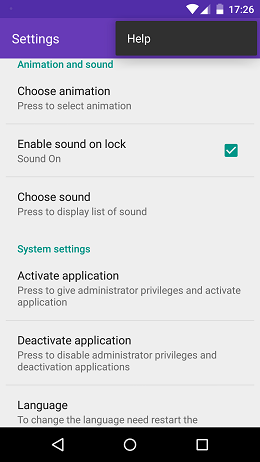 17:26
Settings
Help
Animation and sound
Choose animation
Press to select animation
Enable sound on lock
Sound On
Choose sound
Press to display list of sound
System settings
Activate application
Press to give administrator privileges and activate
application
Deactivate application
Press to disable administrator privileges and
deactivation applications
Language
To change the language need restart the